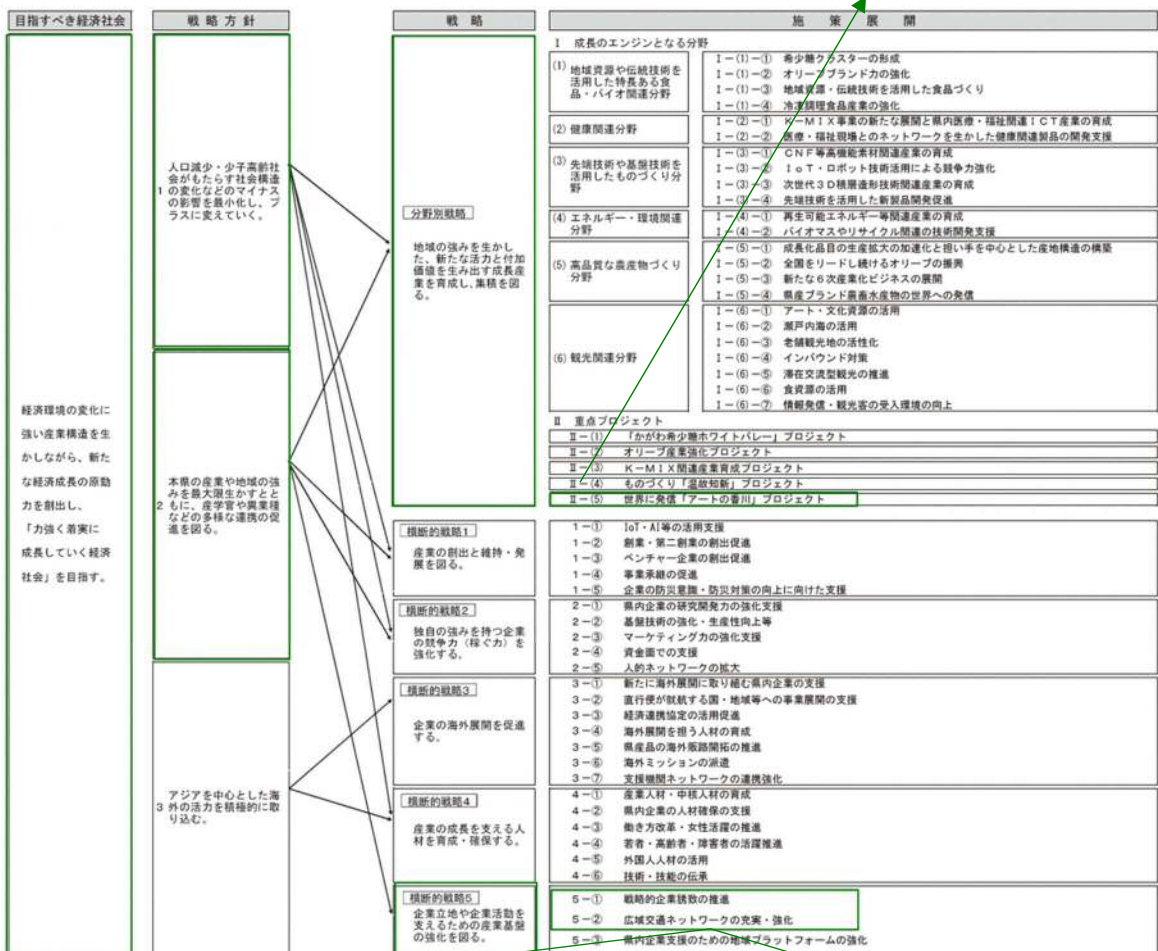 目指すべき経済社会
戦略方針
戦略
施策展開
経済環境の変化に
強い産業構造を生
かしながら、新た
な経済成長の原動
力を創出し、
「力強く着実に
成長していく経済
社会」を目指す。
人口減少・少子高齢社
会がもたらす社会構造
1 の変化などのマイナス
の影響を最小化し、プ
ラスに変えていく。
本県の産業や地域の強
みを最大限生かすとと
2 もに、産学官や異業種
などの多様な連携の促
進を図る。
アジアを中心とした海
3 外の活力を積極的に取
り込む。
分野別戦略
地域の強みを生かし
た、新たな活力と付加
価値を生み出す成長産
業を育成し、集積を図
る。
横断的戦略1
産業の創出と維持・発
展を図る。
横断的戦略2
独自の強みを持つ企業
の競争力（稼ぐ力）を
強化する。
横断的戦略3
企業の海外展開を促進
する。
横断的戦略4
産業の成長を支える人
材を育成・確保する。
横断的戦略5
企業立地や企業活動を
支えるための産業基盤
の強化を図る。
Ⅰ 成長のエンジンとなる分野
(1) 地域資源や伝統技術を
活用した特長ある食
品・バイオ関連分野
Ⅰ－(1)－① 希少糖クラスターの形成
Ⅰ－(1)－② オリーブブランド力の強化
Ⅰ－(1)－③ 地域資源・伝統技術を活用した食品づくり
Ⅰ－(1)－④ 冷凍調理食品産業の強化
(2) 健康関連分野
Ⅰ－(2)－① K－MIX事業の新たな展開と県内医療・福祉関連ICT産業の育成
Ⅰ－(2)－② 医療・福祉現場とのネットワークを生かした健康関連製品の開発支援
(3) 先端技術や基盤技術を
活用したものづくり分
野
Ⅰ－(3)－① CNF等高機能素材関連産業の育成
Ⅰ－(3)－② IoT・ロボット技術活用による競争力強化
Ⅰ－(3)－③ 次世代3D積層造形技術関連産業の育成
Ⅰ－(3)－④ 先端技術を活用した新製品開発促進
(4) エネルギー・環境関連
分野
Ⅰ－(4)－① 再生可能エネルギー等関連産業の育成
Ⅰ－(4)－② バイオマスやリサイクル関連の技術開発支援
(5) 高品質な農産物づくり
分野
Ⅰ－(5)－① 成長化品目の生産拡大の加速化と担い手を中心とした産地構造の構築
Ⅰ－(5)－② 全国をリードし続けるオリーブの振興
Ⅰ－(5)－③ 新たな6次産業化ビジネスの展開
Ⅰ－(5)－④ 県産ブランド農畜水産物の世界への発信
(6) 観光関連分野
Ⅰ－(6)－① アート・文化資源の活用
Ⅰ－(6)－② 瀬戸内海の活用
Ⅰ－(6)－③ 老舗観光地の活性化
Ⅰ－(6)－④ インバウンド対策
Ⅰ－(6)－⑤ 滞在交流型観光の推進
Ⅰ－(6)－⑥ 食資源の活用
Ⅰ－(6)－⑦ 情報発信・観光客の受入環境の向上
Ⅱ 重点プロジェクト
Ⅱ－(1) 「かがわ希少糖ホワイトバレー」プロジェクト
Ⅱ－(2) オリーブ産業強化プロジェクト
Ⅱ－(3) K－MIX関連産業育成プロジェクト
Ⅱ－(4) ものづくり「温故知新」プロジェクト
Ⅱ－(5) 世界に発信「アートの香川」プロジェクト
1－① IoT・AI等の活用支援
1－② 創業・第二創業の創出促進
1－③ ベンチャー企業の創出促進
1－④ 事業承継の促進
1－⑤ 企業の防災意識・防災対策の向上に向けた支援
2－① 県内企業の研究開発力の強化支援
2－② 基盤技術の強化・生産性向上等
2－③ マーケティング力の強化支援
2－④ 資金面での支援
2－⑤ 人的ネットワークの拡大
3－① 新たに海外展開に取り組む県内企業の支援
3－② 直行便が就航する国・地域等への事業展開の支援
3－③ 経済連携協定の活用促進
3－④ 海外展開を担う人材の育成
3－⑤ 県産品の海外販路開拓の推進
3－⑥ 海外ミッションの派遣
3－⑦ 支援機関ネットワークの連携強化
4－① 産業人材・中核人材の育成
4－② 県内企業の人材確保の支援
4－③ 働き方改革・女性活躍の推進
4－④ 若者・高齢者・障害者の活躍推進
4－⑤ 外国人人材の活用
4－⑥ 技術・技能の伝承
5－① 戦略的企業誘致の推進
5－② 広域交通ネットワークの充実・強化
5－③ 県内企業支援のための地域プラットフォームの強化